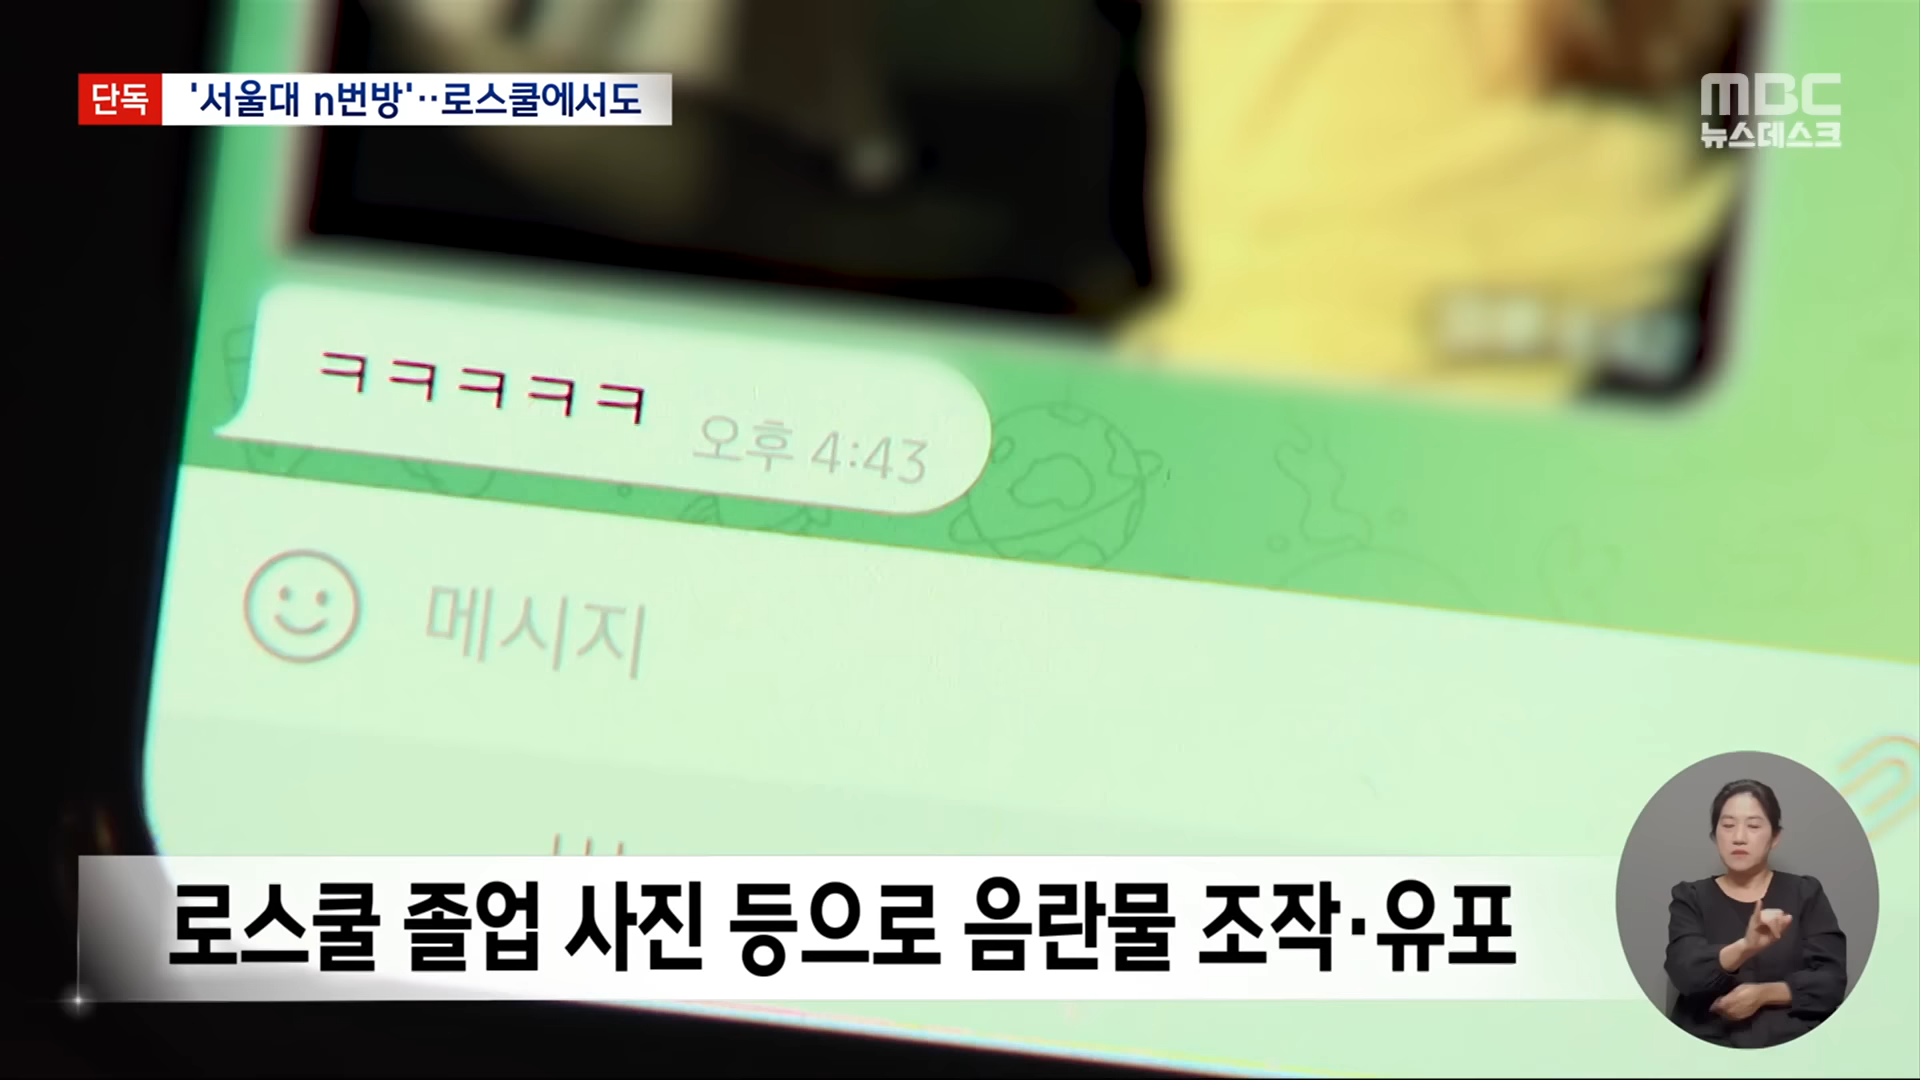 단독 '서울대 n번방'··로스쿨에서도
MBC
뉴스데스크
ㅋㅋㅋㅋㅋ 오후 4:43
메시지
로스쿨 졸업 사진 등으로 음란물 조작·유포